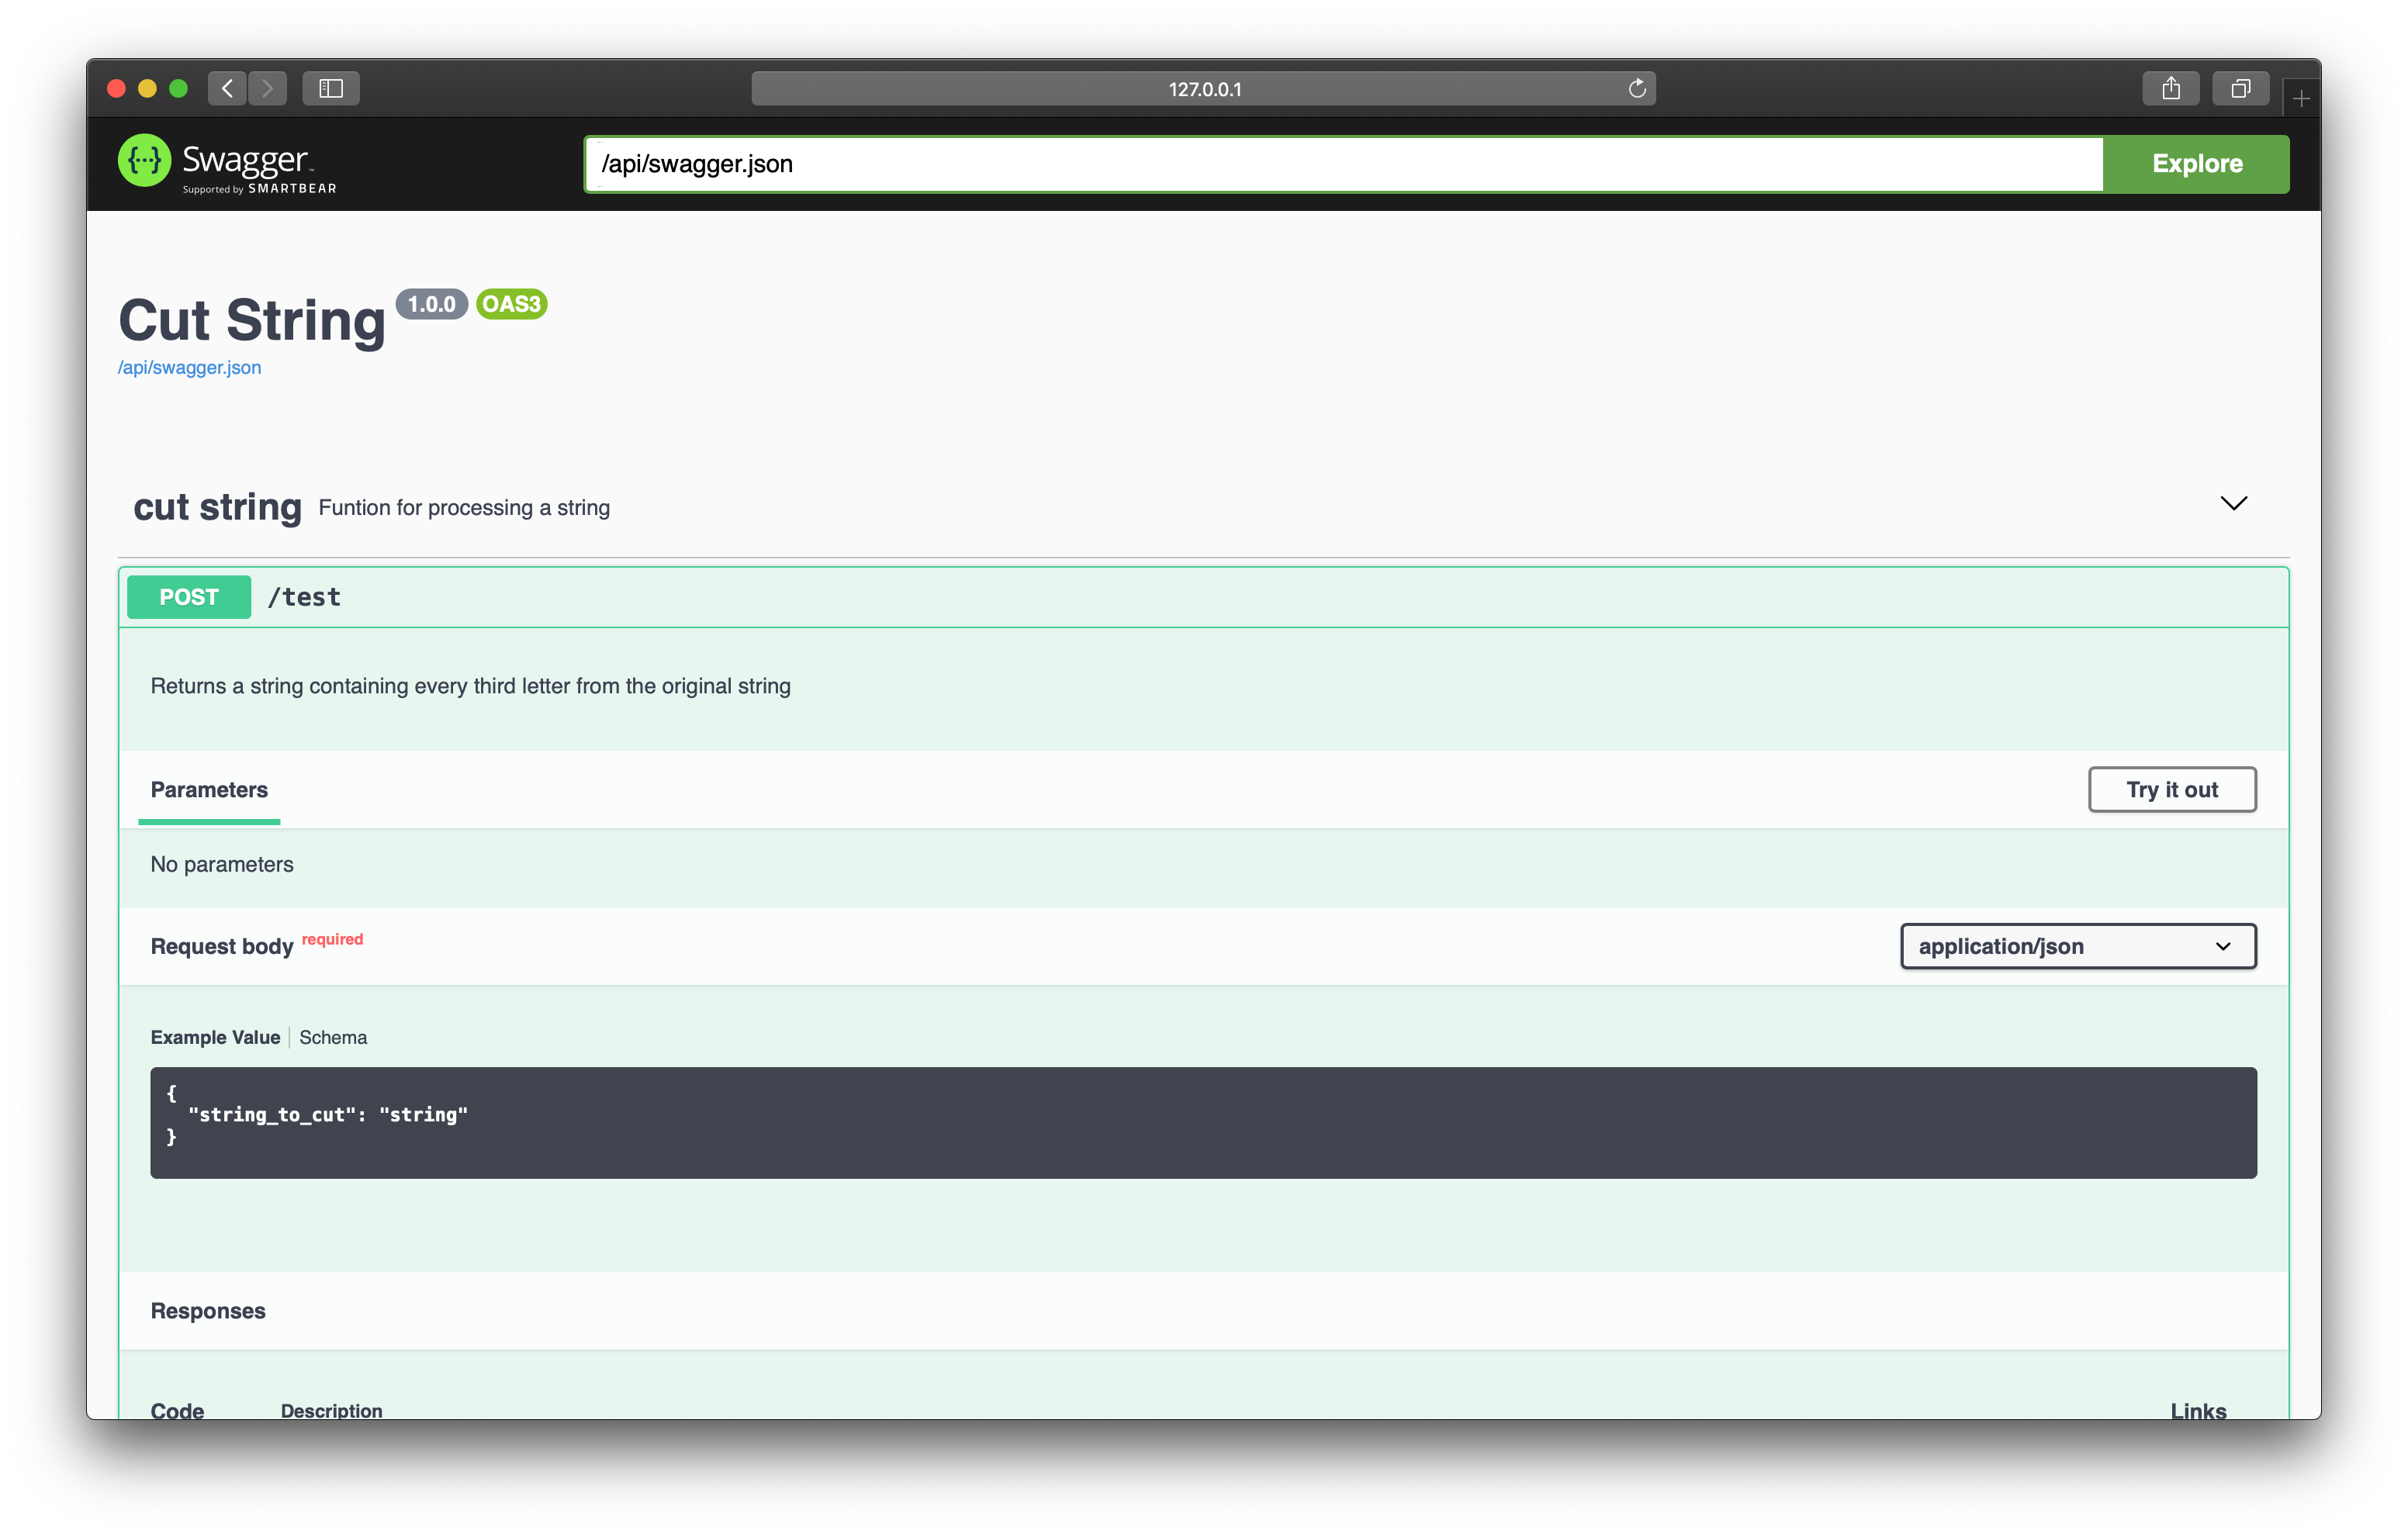 127.0.0.1
{···} Swagger™
Supported by SMARTBEAR
/api/swagger.json
Explore
Cut String 1.0.0 OAS3
/api/swagger.json
cut string Funtion for processing a string
POST /test
Returns a string containing every third letter from the original string
Parameters
Try it out
No parameters
Request body required
application/json
Example Value Schema
{
"string_to_cut": "string"
}
Responses
Code Description Links